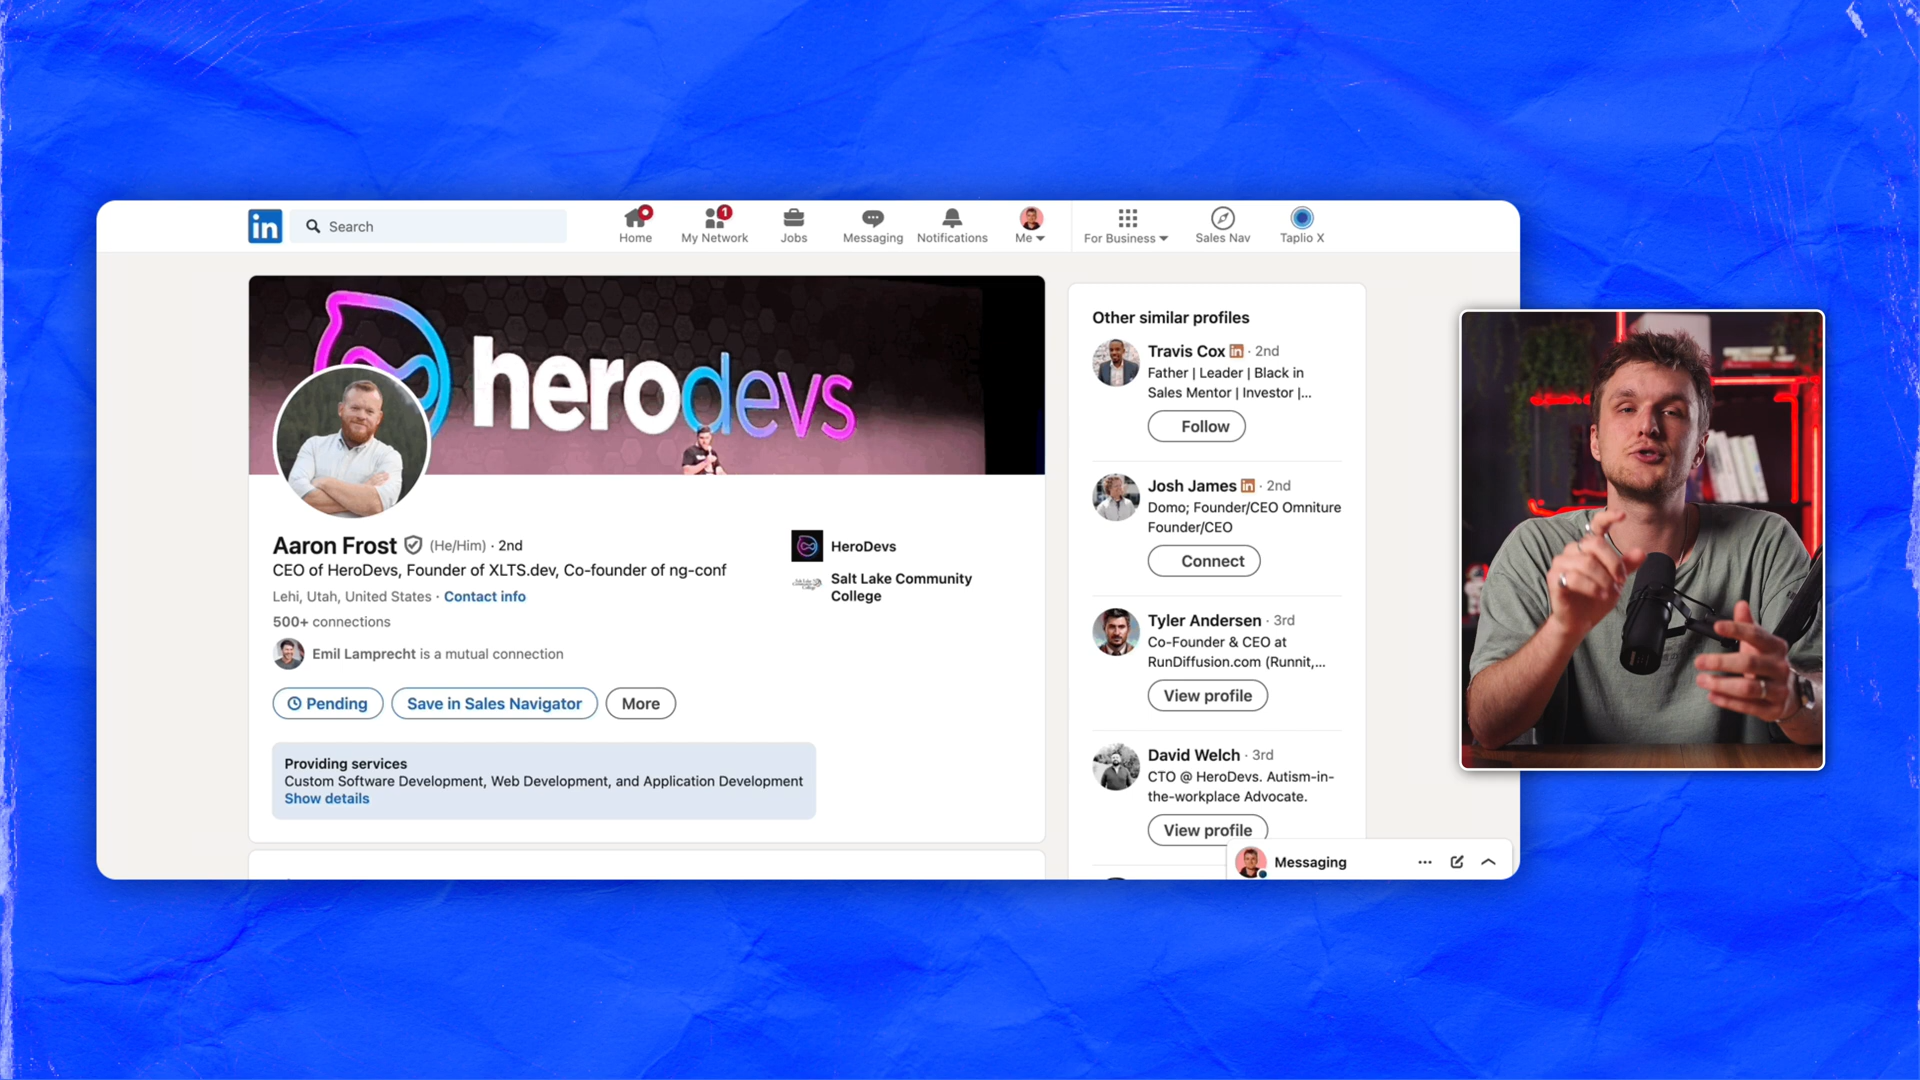 in
Search
Home
1
My Network
Jobs
Messaging
Notifications
Me
For Business
Sales Nav
Taplio X
herodevs
Aaron Frost (He/Him) · 2nd
CEO of HeroDevs, Founder of XLTS.dev, Co-founder of ng-conf
Lehi, Utah, United States · Contact info
500+ connections
Emil Lamprecht is a mutual connection
Pending
Save in Sales Navigator
More
HeroDevs
Salt Lake Community
College
Providing services
Custom Software Development, Web Development, and Application Development
Show details
Other similar profiles
Travis Cox in · 2nd
Father | Leader | Black in
Sales Mentor | Investor |...
Follow
Josh James in · 2nd
Domo; Founder/CEO Omniture
Founder/CEO
Connect
Tyler Andersen · 3rd
Co-Founder & CEO at
RunDiffusion.com (Runnit,...
View profile
David Welch · 3rd
CTO @ HeroDevs. Autism-in-
the-workplace Advocate.
View profile
Messaging